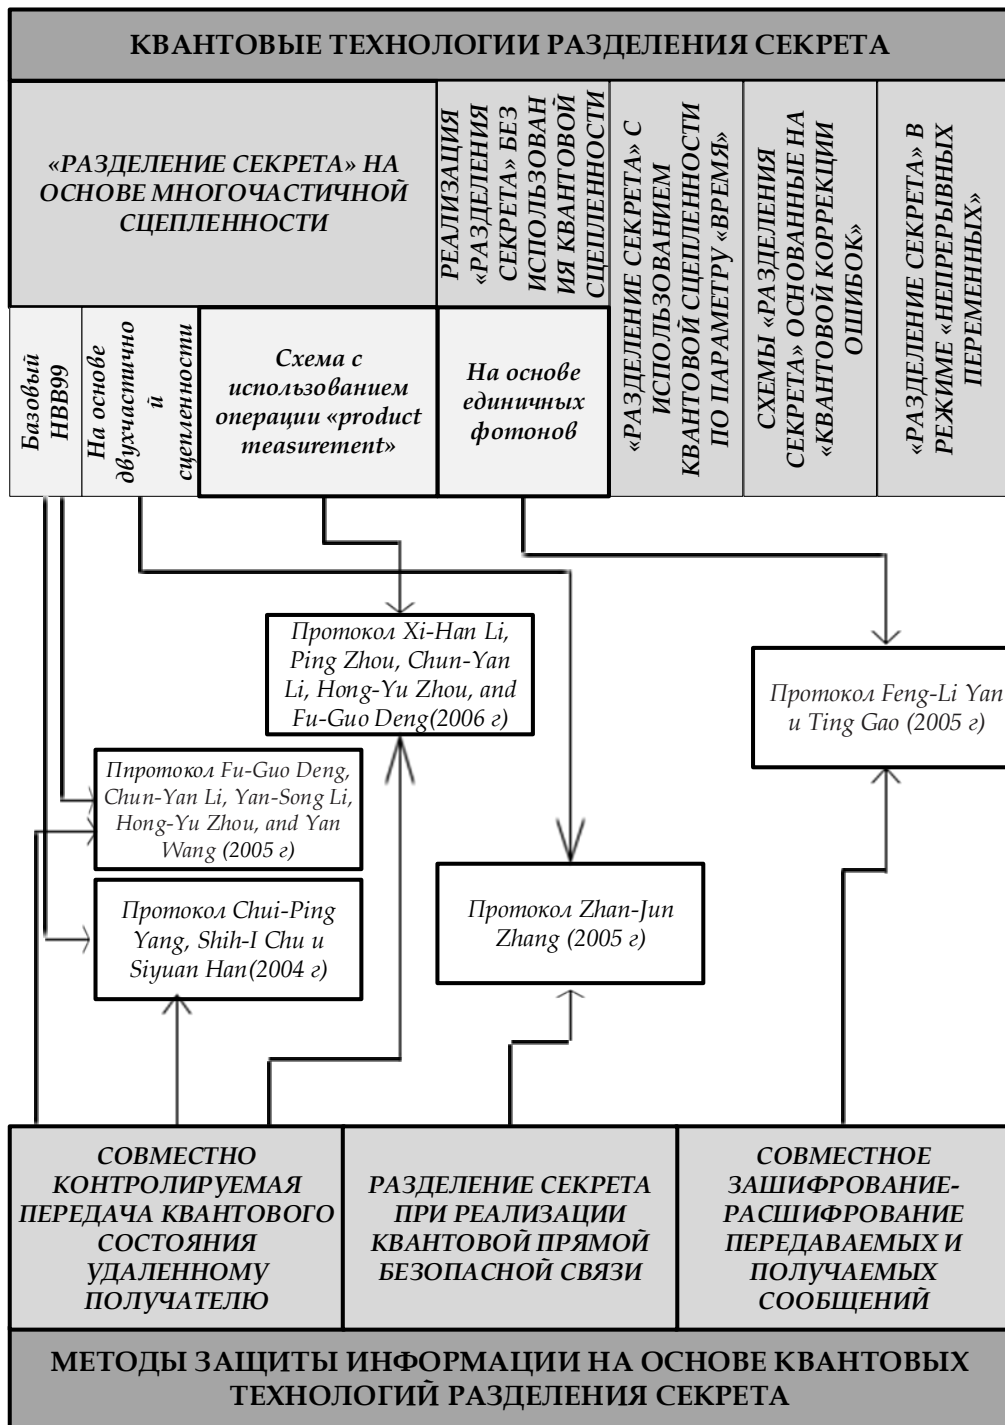 КВАНТОВЫЕ ТЕХНОЛОГИИ РАЗДЕЛЕНИЯ СЕКРЕТА
«РАЗДЕЛЕНИЕ СЕКРЕТА» НА
ОСНОВЕ МНОГОЧАСТИЧНОЙ
СЦЕПЛЕННОСТИ
РЕАЛИЗАЦИЯ
«РАЗДЕЛЕНИЯ
СЕКРЕТА» БЕЗ
ИСПОЛЬЗОВАН
ИЯ КВАНТОВОЙ
СЦЕПЛЕННОСТИ
«РАЗДЕЛЕНИЕ СЕКРЕТА» С
ИСПОЛЬЗОВАНИЕМ
КВАНТОВОЙ СЦЕПЛЕННОСТИ
ПО ПАРАМЕТРУ «ВРЕМЯ»
СХЕМЫ «РАЗДЕЛЕНИЯ
СЕКРЕТА» ОСНОВАННЫЕ НА
«КВАНТОВОЙ КОРРЕКЦИИ
ОШИБОК»
«РАЗДЕЛЕНИЕ СЕКРЕТА» В
РЕЖИМЕ «НЕПРЕРЫВНЫХ
ПЕРЕМЕННЫХ»
Базовый
HBB99
На основе
двухчастично
й
сцепленности
Схема с
использованием
операции «product
measurement»
На основе
единичных
фотонов
Протокол Xi-Han Li,
Ping Zhou, Chun-Yan
Li, Hong-Yu Zhou, and
Fu-Guo Deng(2006 г)
Протокол Feng-Li Yan
и Ting Gao (2005 г)
Ппротокол Fu-Guo Deng,
Chun-Yan Li, Yan-Song Li,
Hong-Yu Zhou, and Yan
Wang (2005 г)
Протокол Chui-Ping
Yang, Shih-I Chu и
Siyuan Han(2004 г)
Протокол Zhan-Jun
Zhang (2005 г)
СОВМЕСТНО
КОНТРОЛИРУЕМАЯ
ПЕРЕДАЧА КВАНТОВОГО
СОСТОЯНИЯ
УДАЛЕННОМУ
ПОЛУЧАТЕЛЮ
РАЗДЕЛЕНИЕ СЕКРЕТА
ПРИ РЕАЛИЗАЦИИ
КВАНТОВОЙ ПРЯМОЙ
БЕЗОПАСНОЙ СВЯЗИ
СОВМЕСТНОЕ
ЗАШИФРОВАНИЕ-
РАСШИФРОВАНИЕ
ПЕРЕДАВАЕМЫХ И
ПОЛУЧАЕМЫХ
СООБЩЕНИЙ
МЕТОДЫ ЗАЩИТЫ ИНФОРМАЦИИ НА ОСНОВЕ КВАНТОВЫХ
ТЕХНОЛОГИЙ РАЗДЕЛЕНИЯ СЕКРЕТА